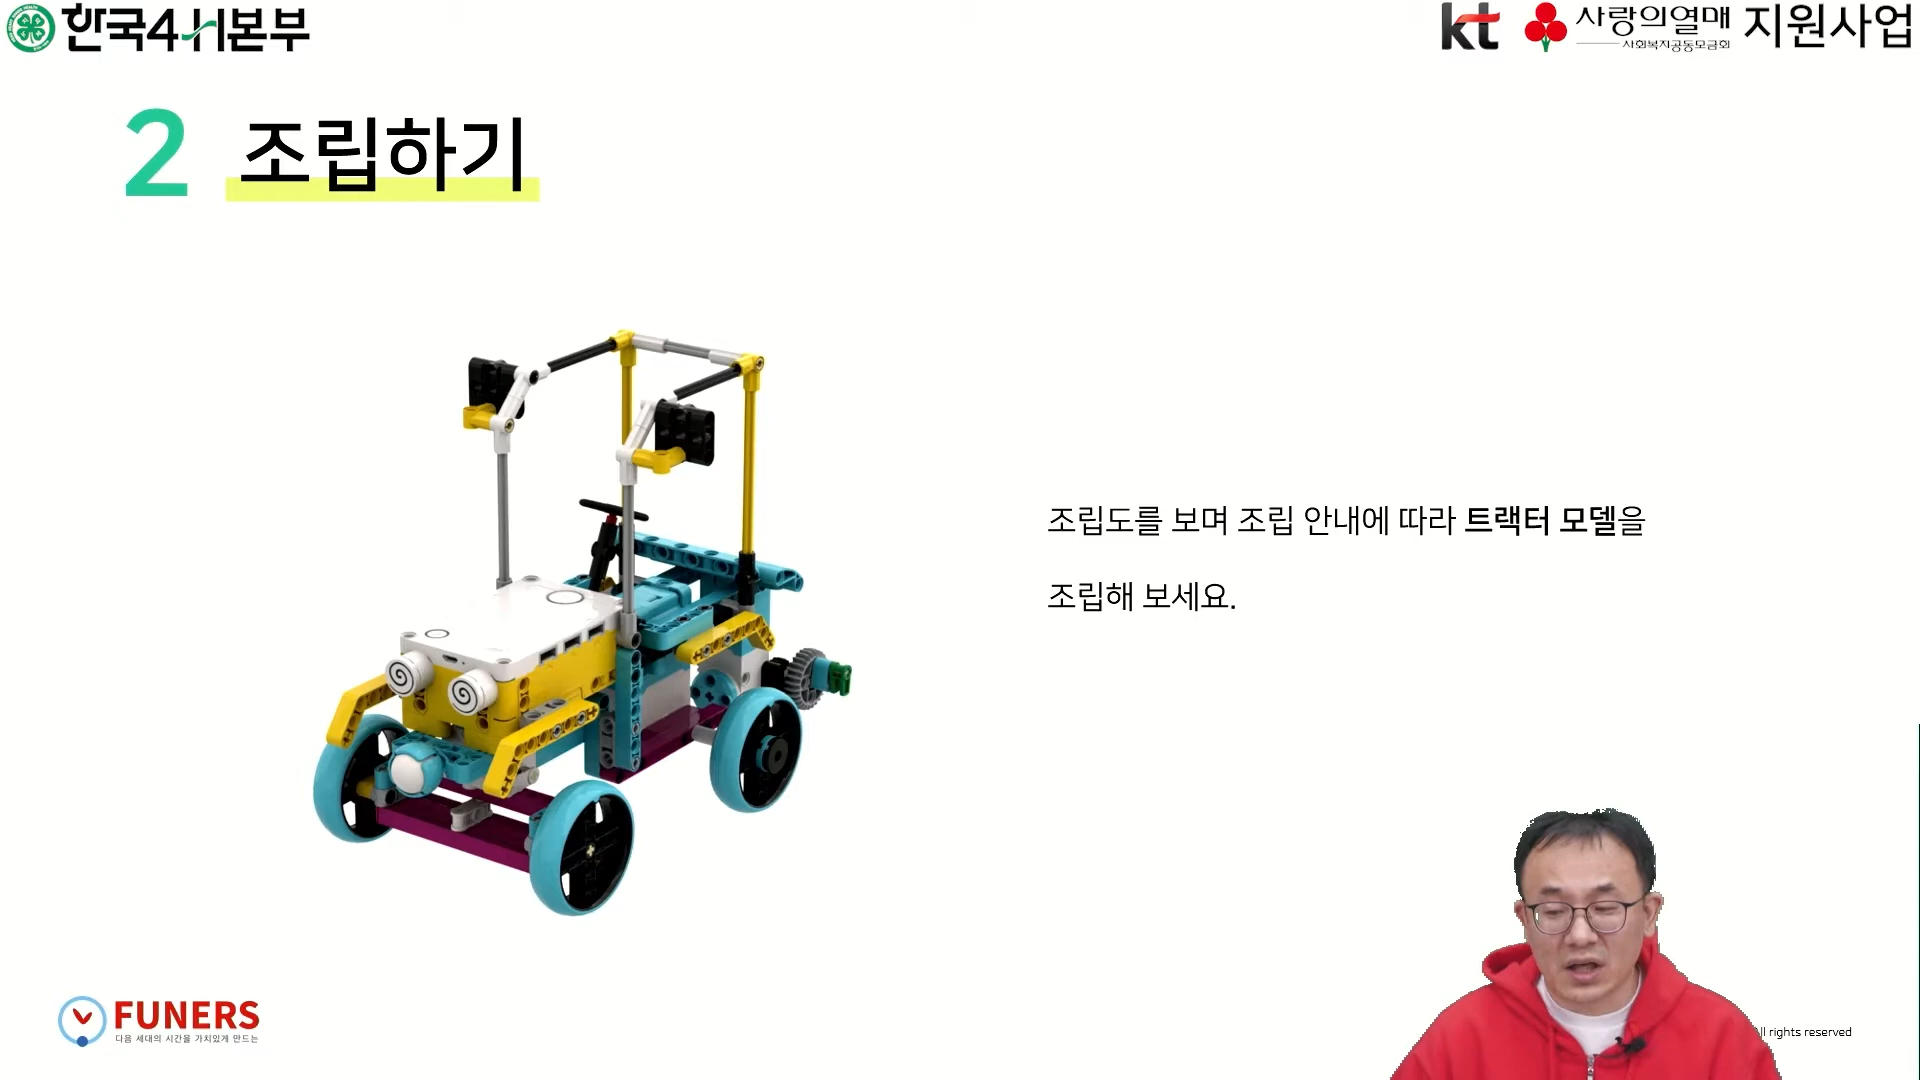 한국4-H본부
kt 사랑의열매 지원사업
사회복지공동모금회
2 조립하기
조립도를 보며 조립 안내에 따라 트랙터 모델을
조립해 보세요.
FUNERS
다음 세대의 시간을 가치있게 만드는
ll rights reserved